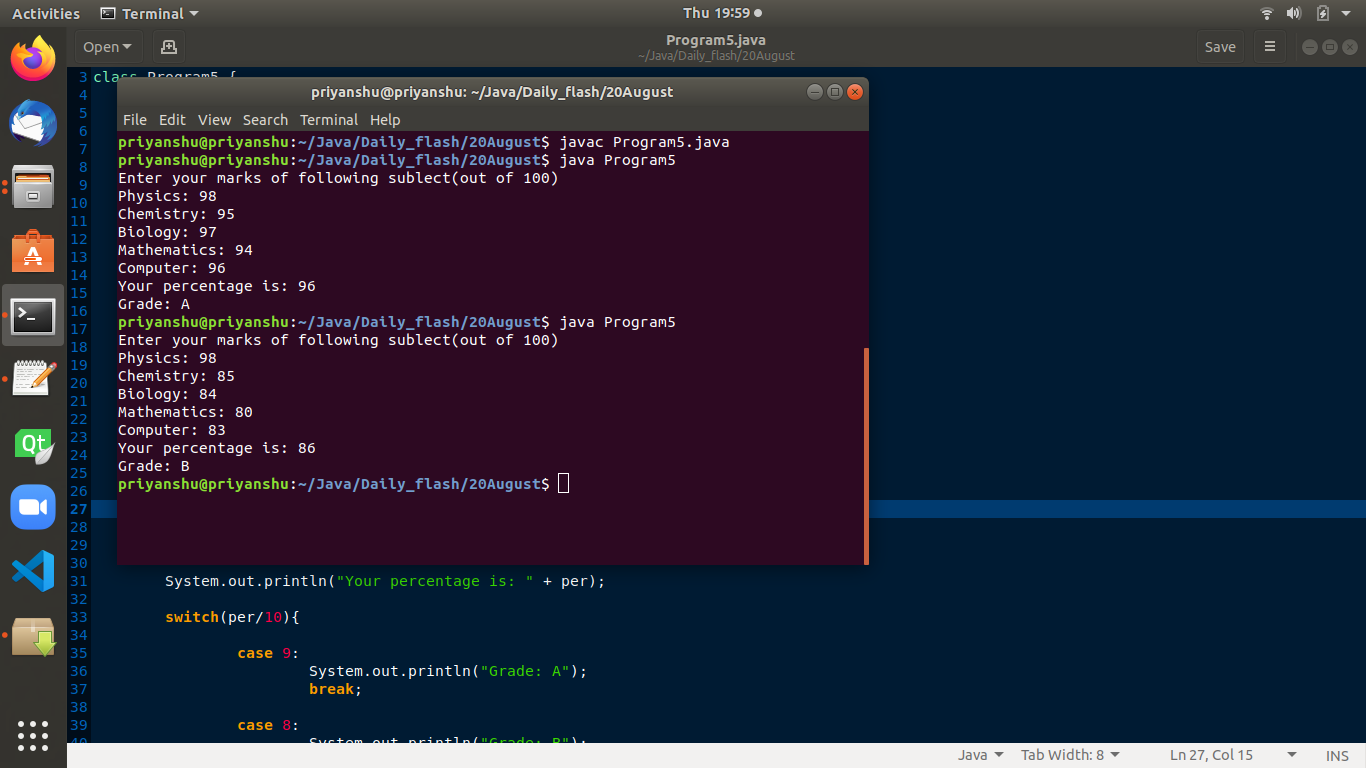 Activities Terminal Thu 19:59
Open Program5.java Save
~/Java/Daily_flash/20August
3 class Program5 {
priyanshu@priyanshu: ~/Java/Daily_flash/20August
File Edit View Search Terminal Help
priyanshu@priyanshu:~/Java/Daily_flash/20August$ javac Program5.java
priyanshu@priyanshu:~/Java/Daily_flash/20August$ java Program5
Enter your marks of following sublect(out of 100)
Physics: 98
Chemistry: 95
Biology: 97
Mathematics: 94
Computer: 96
Your percentage is: 96
Grade: A
priyanshu@priyanshu:~/Java/Daily_flash/20August$ java Program5
Enter your marks of following sublect(out of 100)
Physics: 98
Chemistry: 85
Biology: 84
Mathematics: 80
Computer: 83
Your percentage is: 86
Grade: B
priyanshu@priyanshu:~/Java/Daily_flash/20August$
4
5
6
7
8
9
10
11
12
13
14
15
16
17
18
19
20
21
22
23
24
25
26
27
28
29
30
31 System.out.println("Your percentage is: " + per);
32
33 switch(per/10){
34
35 case 9:
36 System.out.println("Grade: A");
37 break;
38
39 case 8:
40 System.out.println("Grade: B");
Qt
Java Tab Width: 8 Ln 27, Col 15 INS